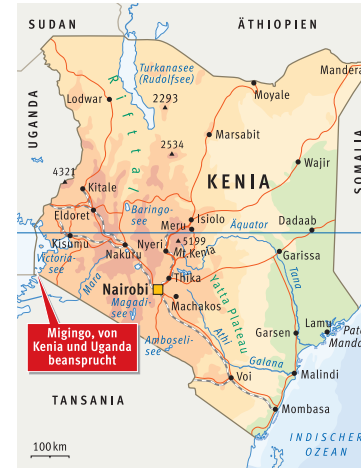 SUDAN
ÄTHIOPIEN
Turkanasee
(Rudolfsee)
Mandera
Lodwar
2293
Moyale
UGANDA
Rifttal
2534
Marsabit
SOMALIA
4321
Wajir
Kitale
KENIA
Eldoret
Baringo-
see
Isiolo
Meru
Äquator
Dadaab
Kisumu
Nyeri
5199
Mt.Kenia
Garissa
Victoria-
see
Nakuru
Mara
Thika
Tana
Nairobi
Magadi-
see
Machakos
Yatta Plateau
Migingo, von
Kenia und Uganda
beansprucht
Amboseli-
see
Athi
Garsen
Lamu
Pate
Manda
Galana
TANSANIA
Voi
Malindi
Mombasa
100km
INDISCHER
OZEAN